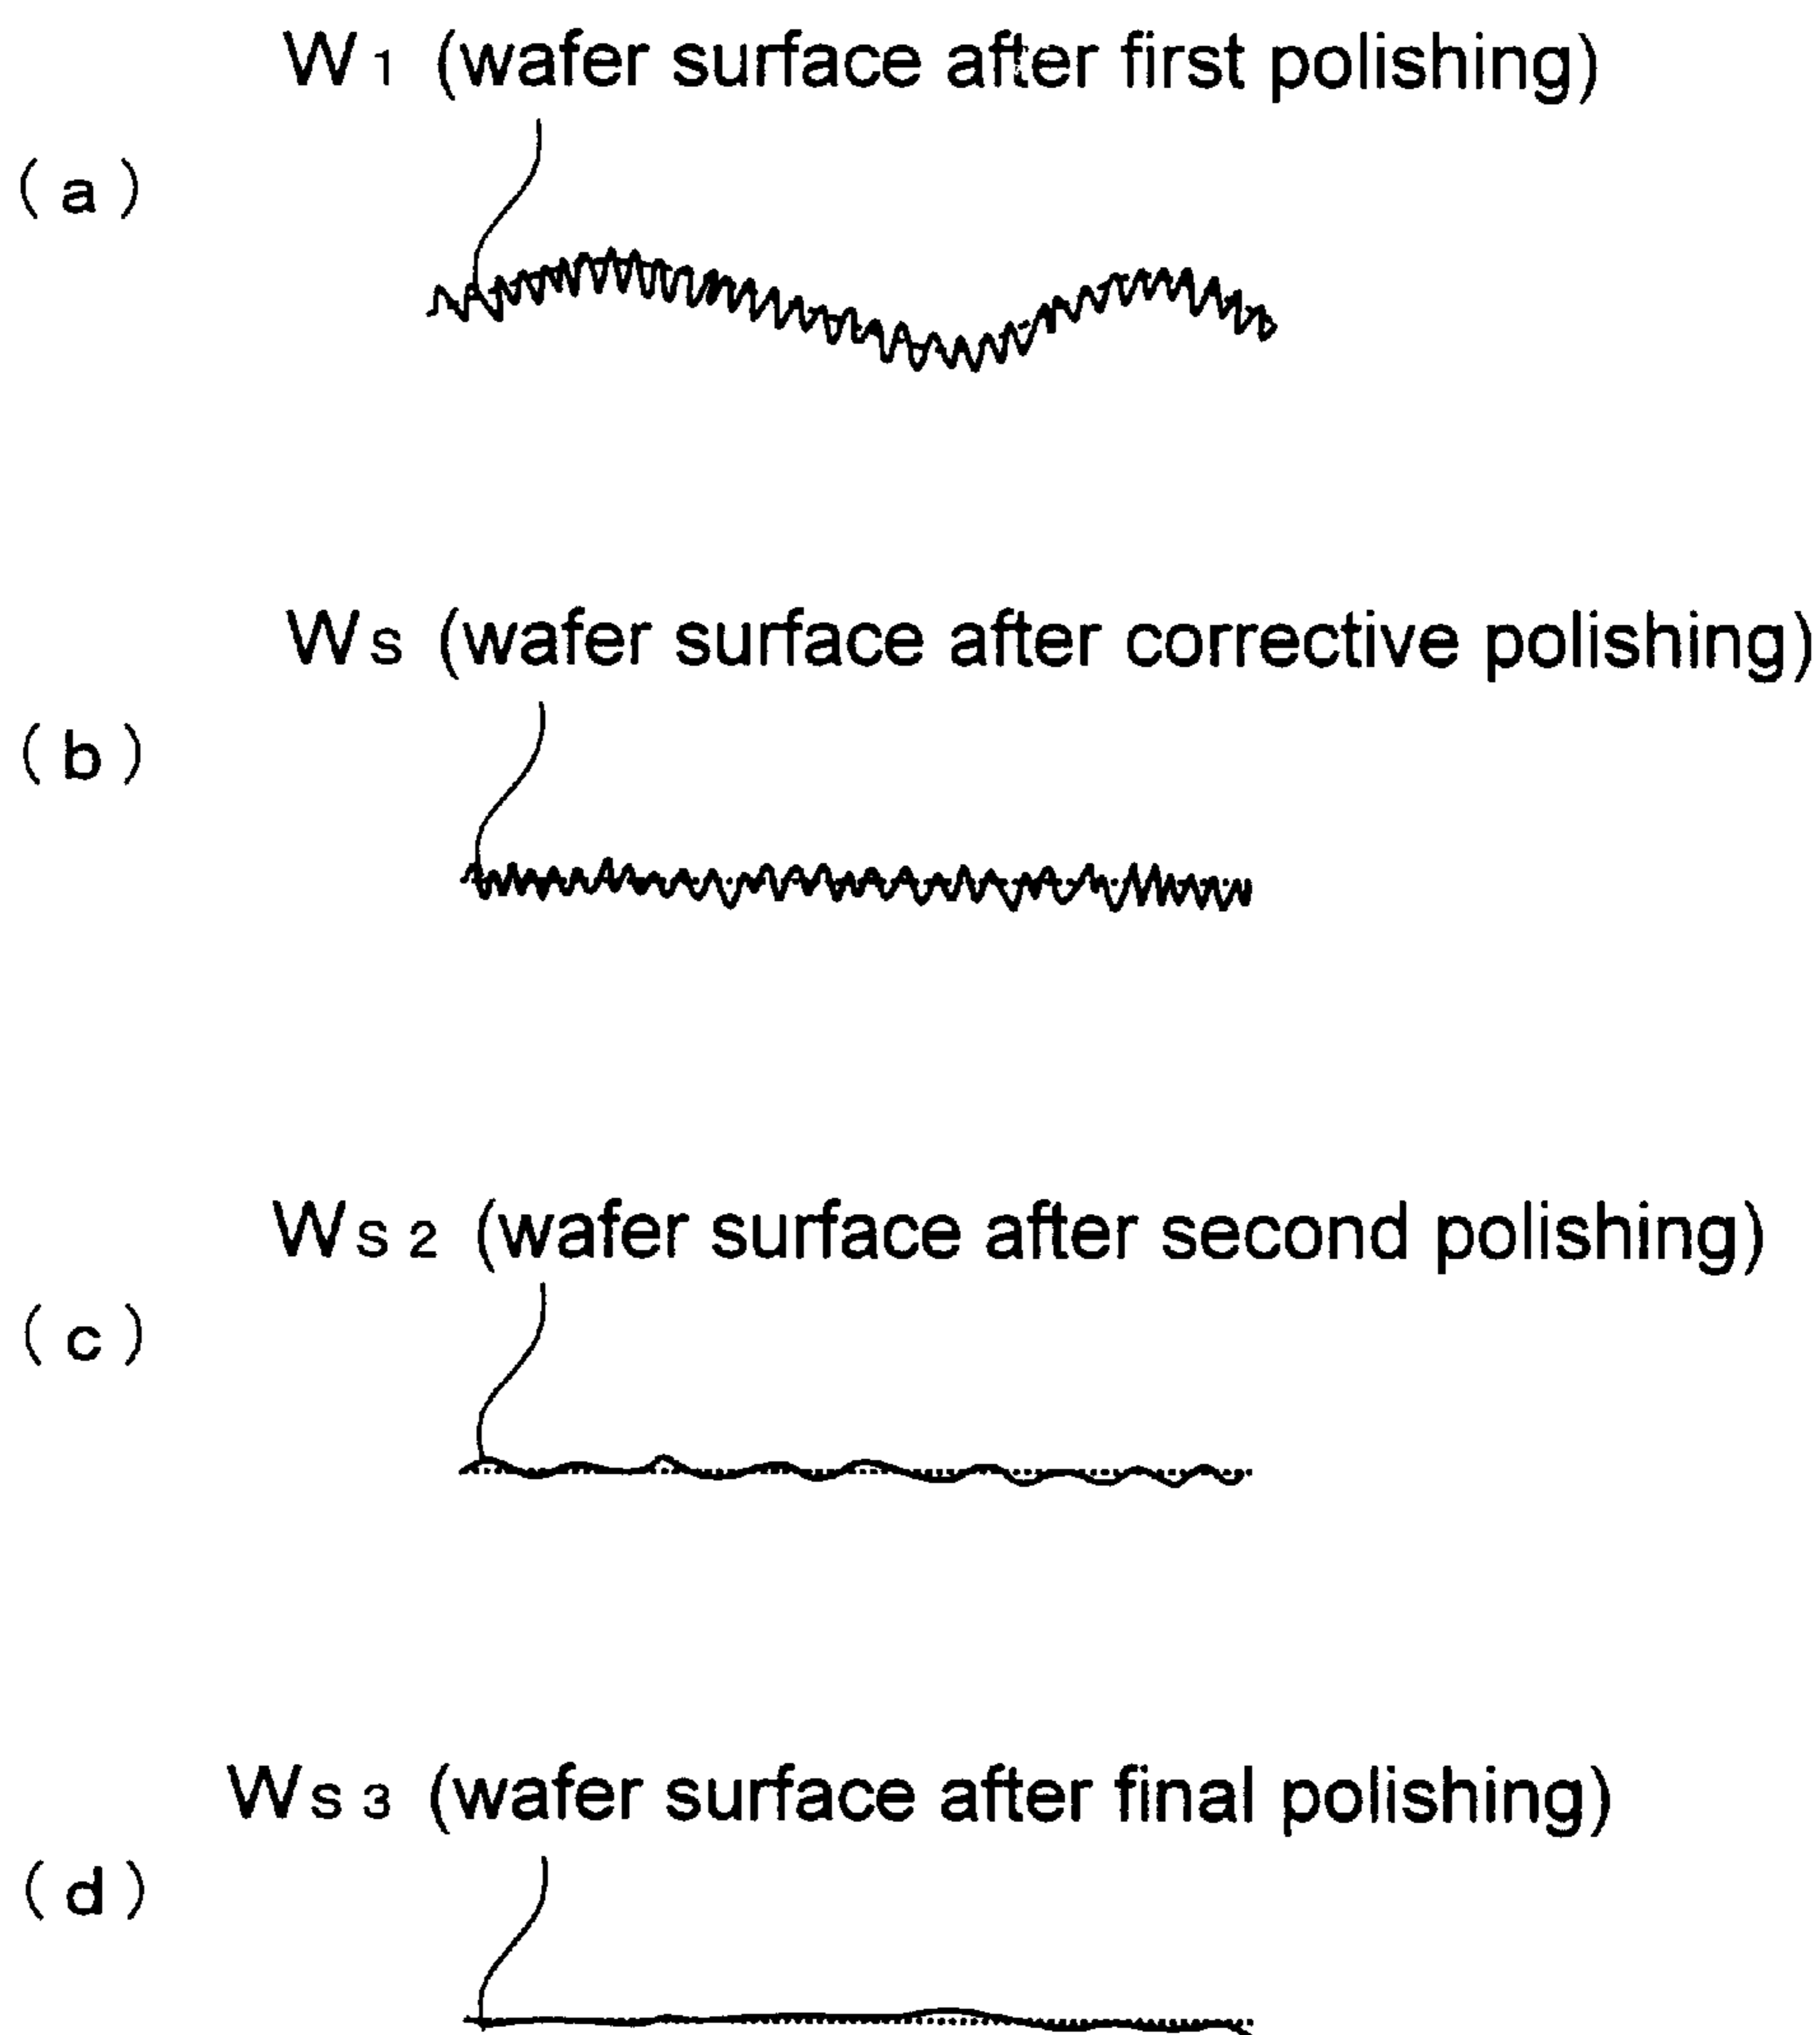 W1 (wafer surface after first polishing)
(a)
Ws (wafer surface after corrective polishing)
(b)
Ws2 (wafer surface after second polishing)
(c)
Ws3 (wafer surface after final polishing)
(d)